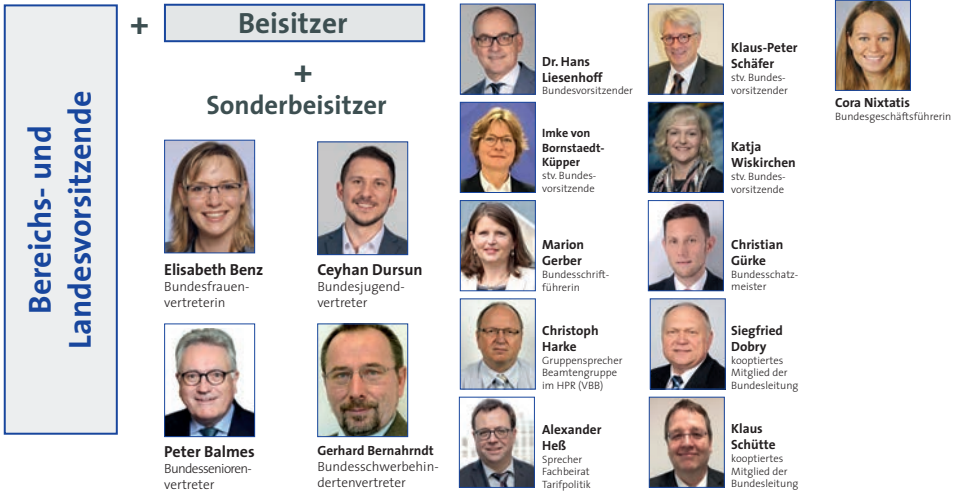 Bereichs- und
Landesvorsitzende
+
Beisitzer
+
Sonderbeisitzer
Elisabeth Benz
Bundesfrauen-
vertreterin
Ceyhan Dursun
Bundesjugend-
vertreter
Peter Balmes
Bundessenioren-
vertreter
Gerhard Bernahrndt
Bundesschwerbehin-
dertenvertreter
Dr. Hans
Liesenhoff
Bundesvorsitzender
Klaus-Peter
Schäfer
stv. Bundes-
vorsitzender
Cora Nixtatis
Bundesgeschäftsführerin
Imke von
Bornstaedt-
Küpper
stv. Bundes-
vorsitzende
Katja
Wiskirchen
stv. Bundes-
vorsitzende
Marion
Gerber
Bundesschrift-
führerin
Christian
Gürke
Bundesschatz-
meister
Christoph
Harke
Gruppensprecher
Beamtengruppe
im HPR (VBB)
Siegfried
Dobry
kooptiertes
Mitglied der
Bundesleitung
Alexander
Heß
Sprecher
Fachbeirat
Tarifpolitik
Klaus
Schütte
kooptiertes
Mitglied der
Bundesleitung